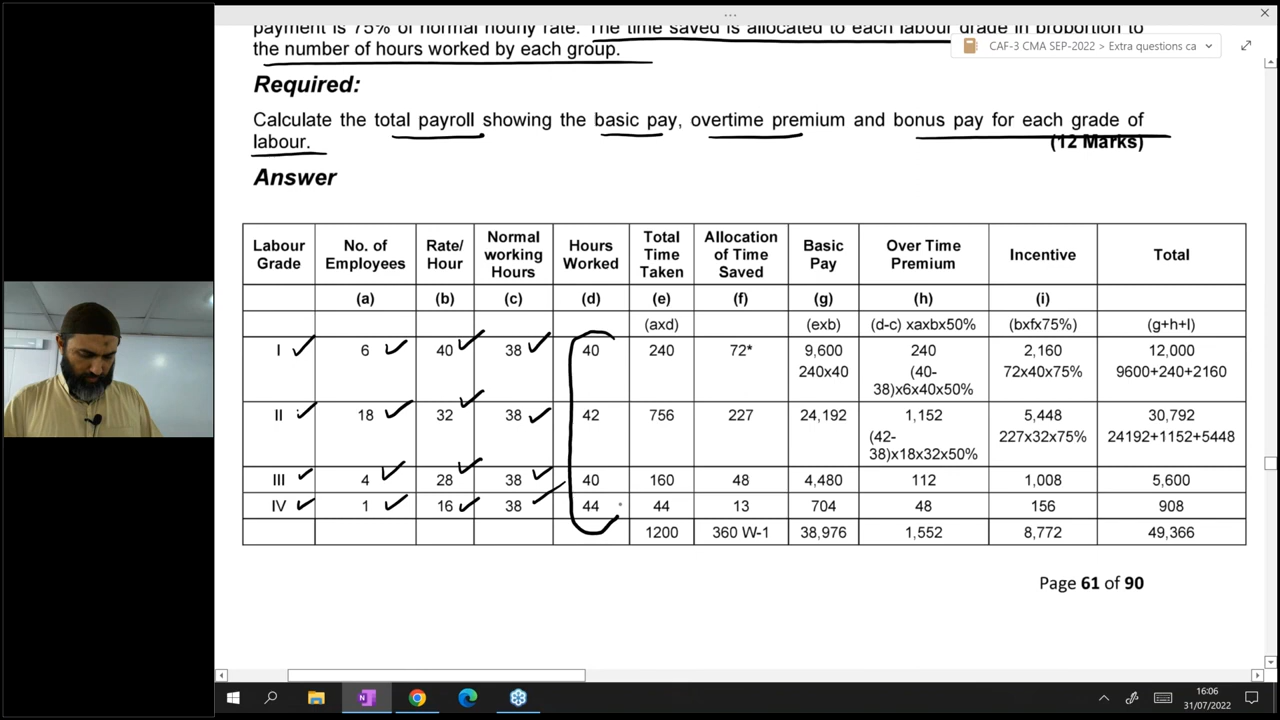 payment is 75% of normal hourly rate. The time saved is allocated to each labour grade in proportion to
CAF-3 CMA SEP-2022 > Extra questions ca
the number of hours worked by each group.
Required:
Calculate the total payroll showing the basic pay, overtime premium and bonus pay for each grade of
labour.
(12 Marks)
Answer
Labour Grade No. of Employees Rate/ Hour Normal working Hours Hours Worked Total Time Taken Allocation of Time Saved Basic Pay Over Time Premium Incentive Total
(a) (b) (c) (d) (e) (f) (g) (h) (i)
(axd) (exb) (d-c) xaxbx50% (bxfx75%) (g+h+I)
I 6 40 38 40 240 72* 9,600 240 2,160 12,000
240x40 (40- 72x40x75% 9600+240+2160
38)x6x40x50%
II 18 32 38 42 756 227 24,192 1,152 5,448 30,792
(42- 227x32x75% 24192+1152+5448
38)x18x32x50%
III 4 28 38 40 160 48 4,480 112 1,008 5,600
IV 1 16 38 44 44 13 704 48 156 908
1200 360 W-1 38,976 1,552 8,772 49,366
Page 61 of 90
16:06
31/07/2022